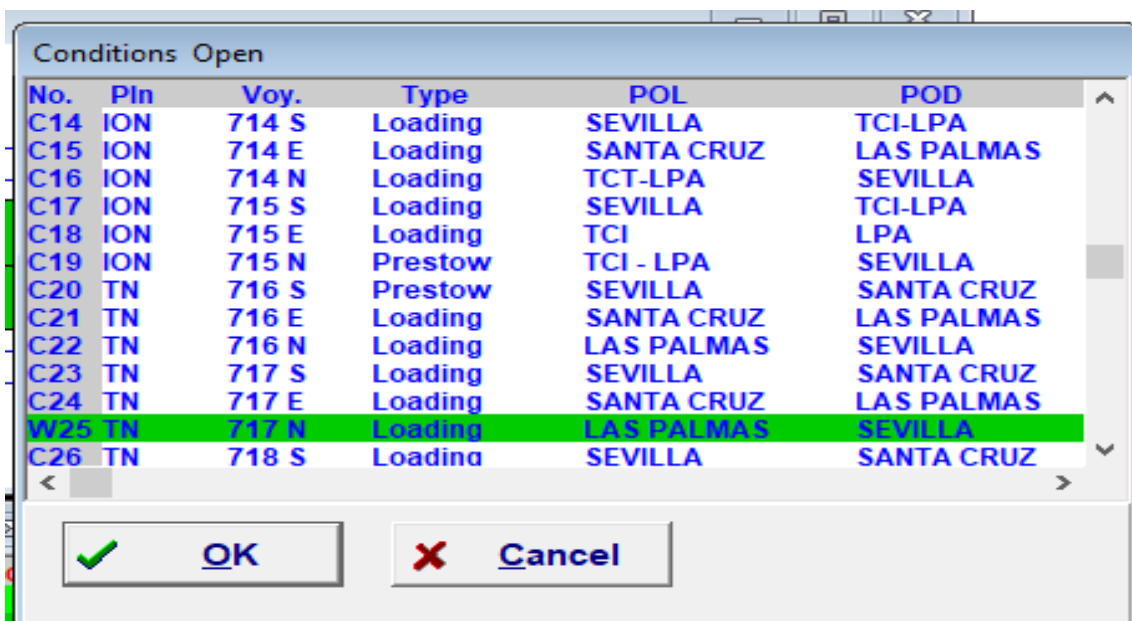 Conditions Open
No. Pln Voy. Type POL POD
C14 ION 714 S Loading SEVILLA TCI-LPA
C15 ION 714 E Loading SANTA CRUZ LAS PALMAS
C16 ION 714 N Loading TCT-LPA SEVILLA
C17 ION 715 S Loading SEVILLA TCI-LPA
C18 ION 715 E Loading TCI LPA
C19 ION 715 N Prestow TCI - LPA SEVILLA
C20 TN 716 S Prestow SEVILLA SANTA CRUZ
C21 TN 716 E Loading SANTA CRUZ LAS PALMAS
C22 TN 716 N Loading LAS PALMAS SEVILLA
C23 TN 717 S Loading SEVILLA SANTA CRUZ
C24 TN 717 E Loading SANTA CRUZ LAS PALMAS
W25 TN 717 N Loading LAS PALMAS SEVILLA
C26 TN 718 S Loading SEVILLA SANTA CRUZ
OK Cancel